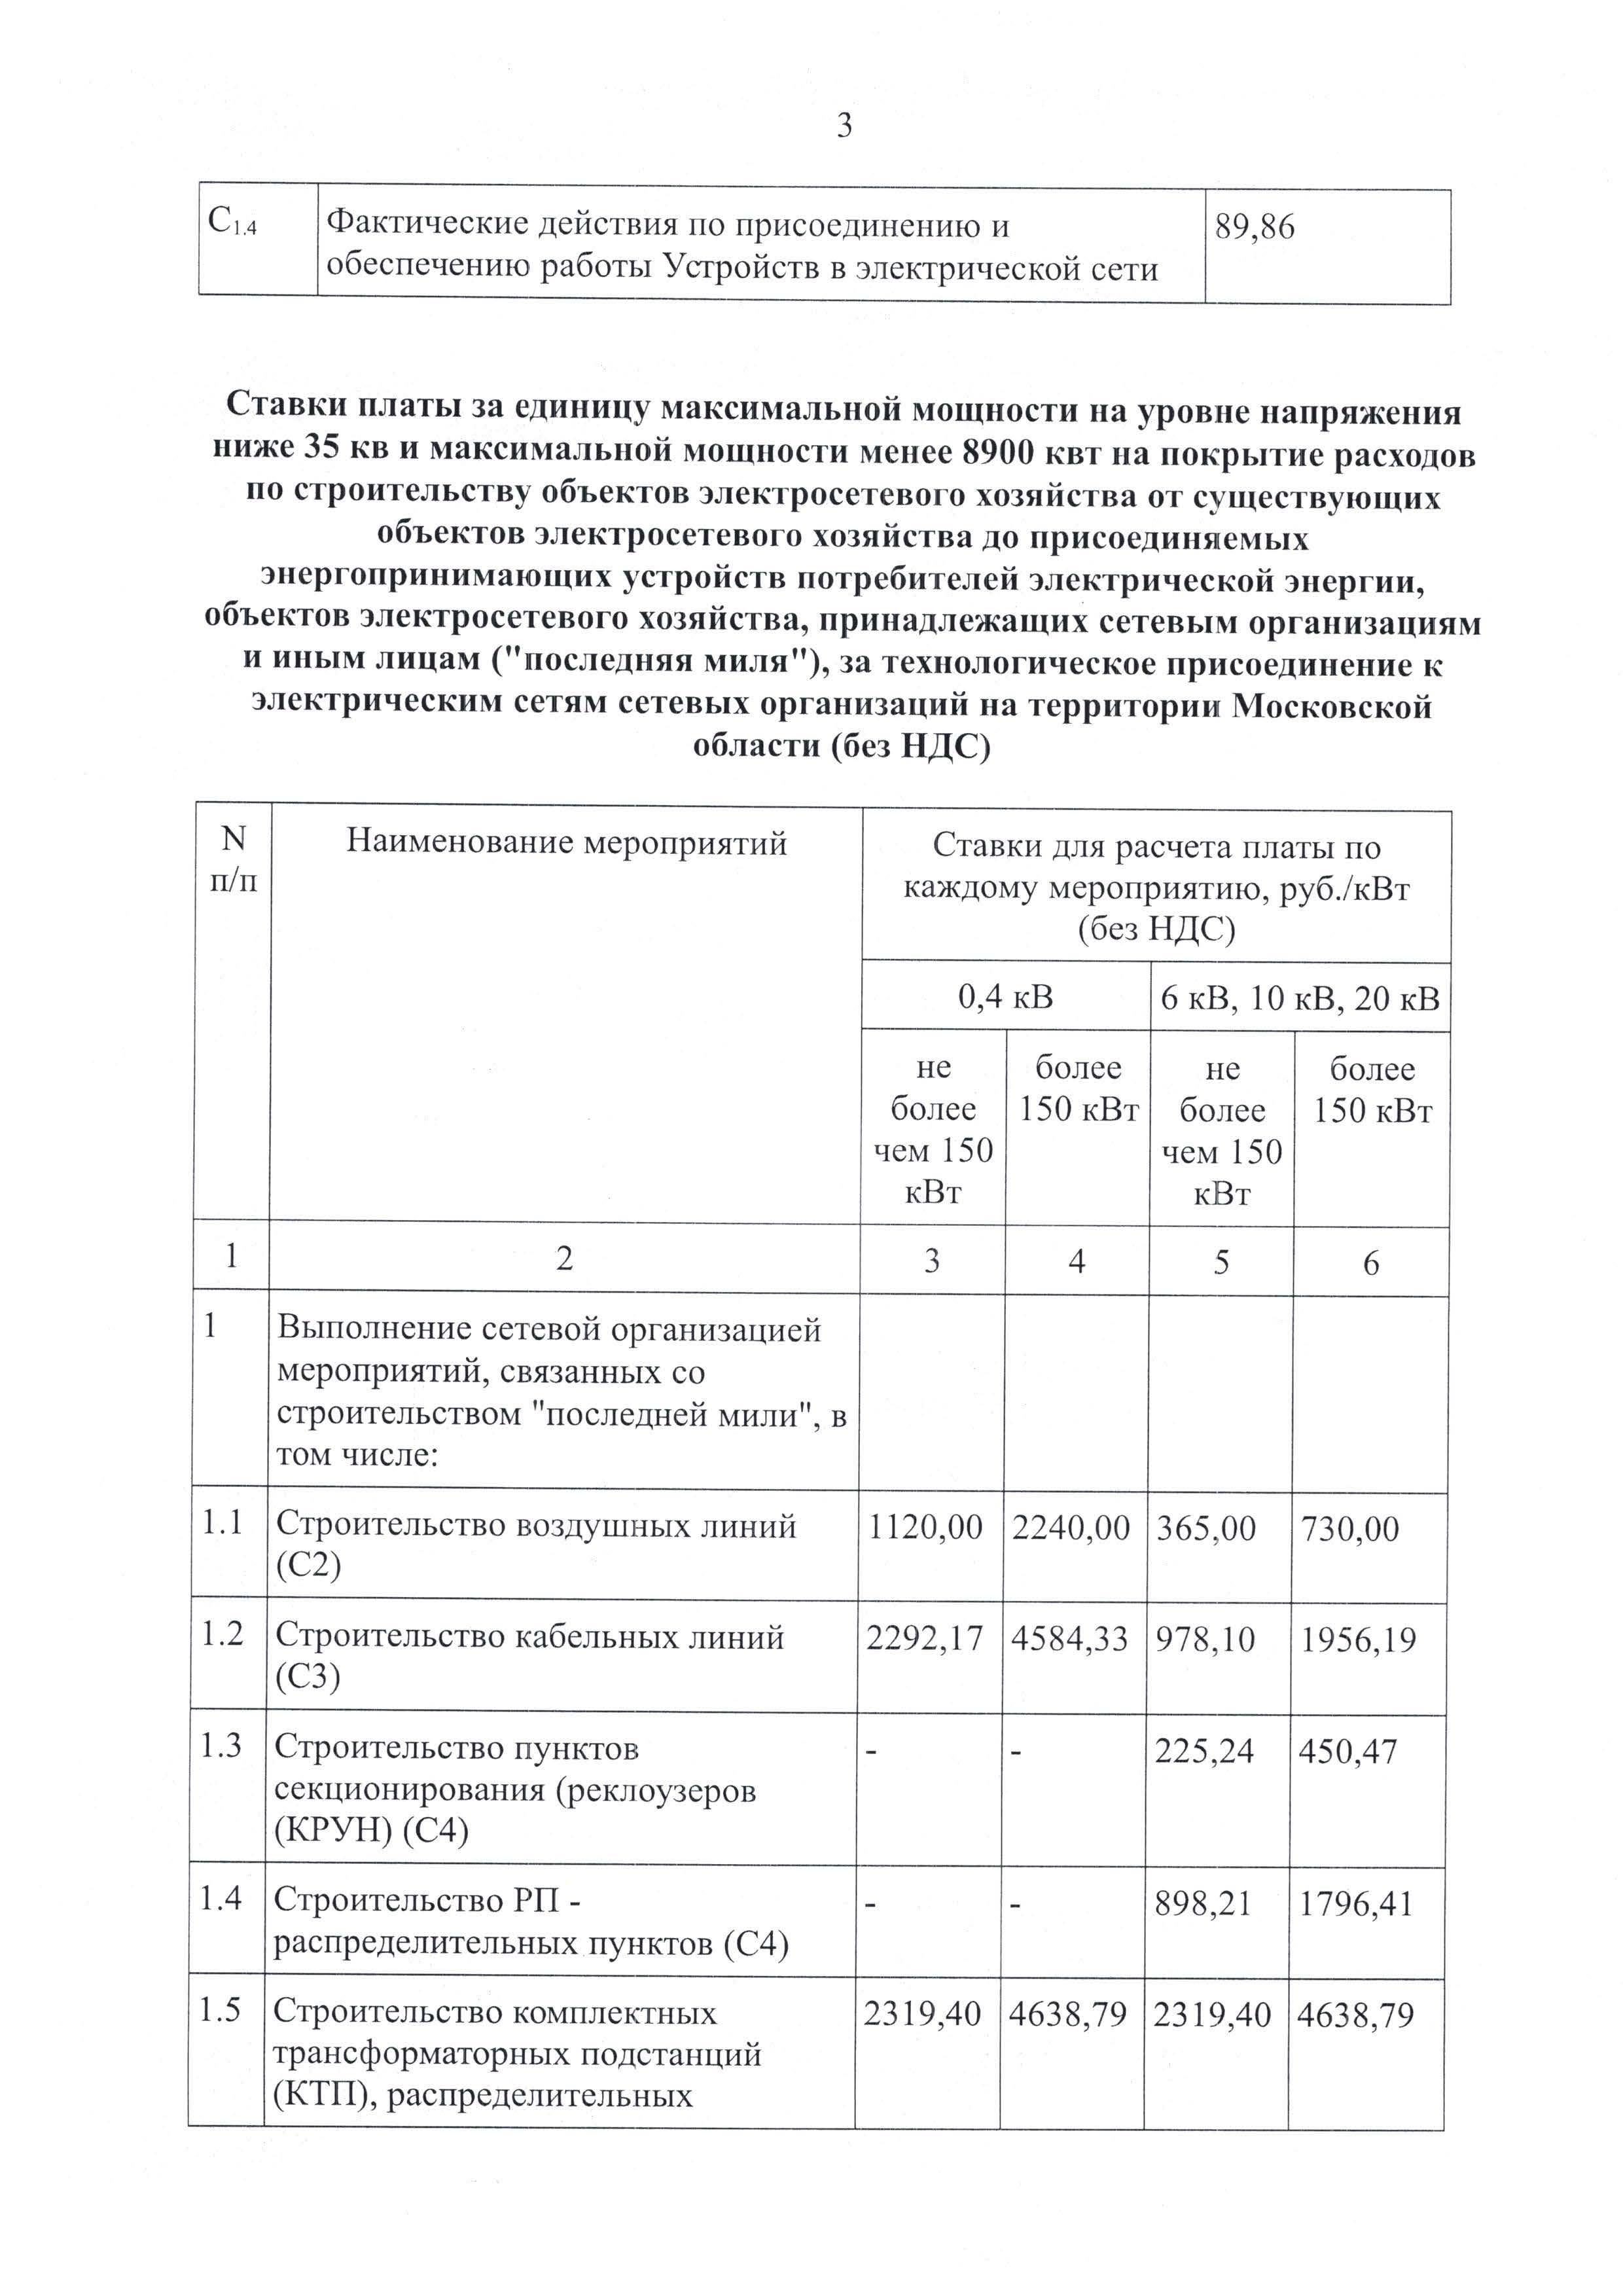 3
С1.4
Фактические действия по присоединению и
обеспечению работы Устройств в электрической сети
89,86
Ставки платы за единицу максимальной мощности на уровне напряжения
ниже 35 кв и максимальной мощности менее 8900 квт на покрытие расходов
по строительству объектов электросетевого хозяйства от существующих
объектов электросетевого хозяйства до присоединяемых
энергопринимающих устройств потребителей электрической энергии,
объектов электросетевого хозяйства, принадлежащих сетевым организациям
и иным лицам ("последняя миля"), за технологическое присоединение к
электрическим сетям сетевых организаций на территории Московской
области (без НДС)
N
п/п
Наименование мероприятий
Ставки для расчета платы по
каждому мероприятию, руб./кВт
(без НДС)
0,4 кВ
6 кВ, 10 кВ, 20 кВ
не
более
чем 150
кВт
более
150 кВт
не
более
чем 150
кВт
более
150 кВт
1 2 3 4 5 6
1
Выполнение сетевой организацией
мероприятий, связанных со
строительством "последней мили", в
том числе:
1.1
Строительство воздушных линий
(С2)
1120,00 2240,00 365,00 730,00
1.2
Строительство кабельных линий
(С3)
2292,17 4584,33 978,10 1956,19
1.3
Строительство пунктов
секционирования (реклоузеров
(КРУН) (С4)
- - 225,24 450,47
1.4
Строительство РП -
распределительных пунктов (С4)
- - 898,21 1796,41
1.5
Строительство комплектных
трансформаторных подстанций
(КТП), распределительных
2319,40 4638,79 2319,40 4638,79